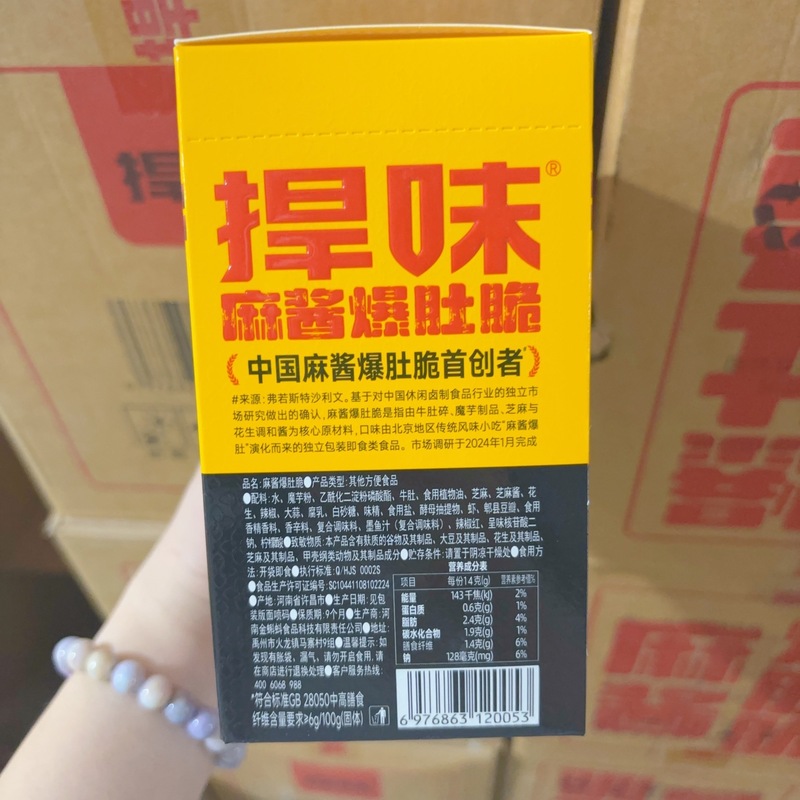 捍味®
麻酱爆肚脆
中国麻酱爆肚脆首创者#
#来源:弗若斯特沙利文。基于对中国休闲卤制食品行业的独立市
场研究做出的确认,麻酱爆肚脆是指由牛肚碎、魔芋制品、芝麻与
花生调和酱为核心原材料,口味由北京地区传统风味小吃“麻酱爆
肚”演化而来的独立包装即食类食品。市场调研于2024年1月完成
品名:麻酱爆肚脆●产品类型:其他方便食品
●配料:水、魔芋粉、乙酰化二淀粉磷酸酯、牛肚、食用植物油、芝麻、芝麻酱、花
生、辣椒、大蒜、腐乳、白砂糖、味精、食用盐、酵母抽提物、虾、郫县豆瓣、食用
香精香料、香辛料、复合调味料、墨鱼汁(复合调味料)、辣椒红、呈味核苷酸二
钠、柠檬酸●致敏物质:本产品含有麸质的谷物及其制品、大豆及其制品、花生及其制品、
芝麻及其制品、甲壳纲类动物及其制品成分●贮存条件:请置于阴凉干燥处●食用方
法:开袋即食●执行标准:Q/HJS 0002S
●食品生产许可证编号:SC10441108102224
●产地:河南省许昌市●生产日期:见包
装版面喷码●保质期:9个月●生产商:河
南金蝌蚪食品科技有限责任公司●地址:
禹州市火龙镇马寨村9组●温馨提示:如
发现有胀袋、漏气,请勿开启食用,请
在商店进行退换处理●客户服务热线:
400 6068 988
*符合标准GB 28050中高膳食
纤维含量要求≥6g/100g(固体)
营养成分表
项目 每份14克(g) 营养素参考值%
能量 143千焦(kj) 2%
蛋白质 0.6克(g) 1%
脂肪 2.4克(g) 4%
碳水化合物 1.9克(g) 1%
膳食纤维 1.4克(g) 6%
钠 128毫克(mg) 6%
6 976863 120053
捍